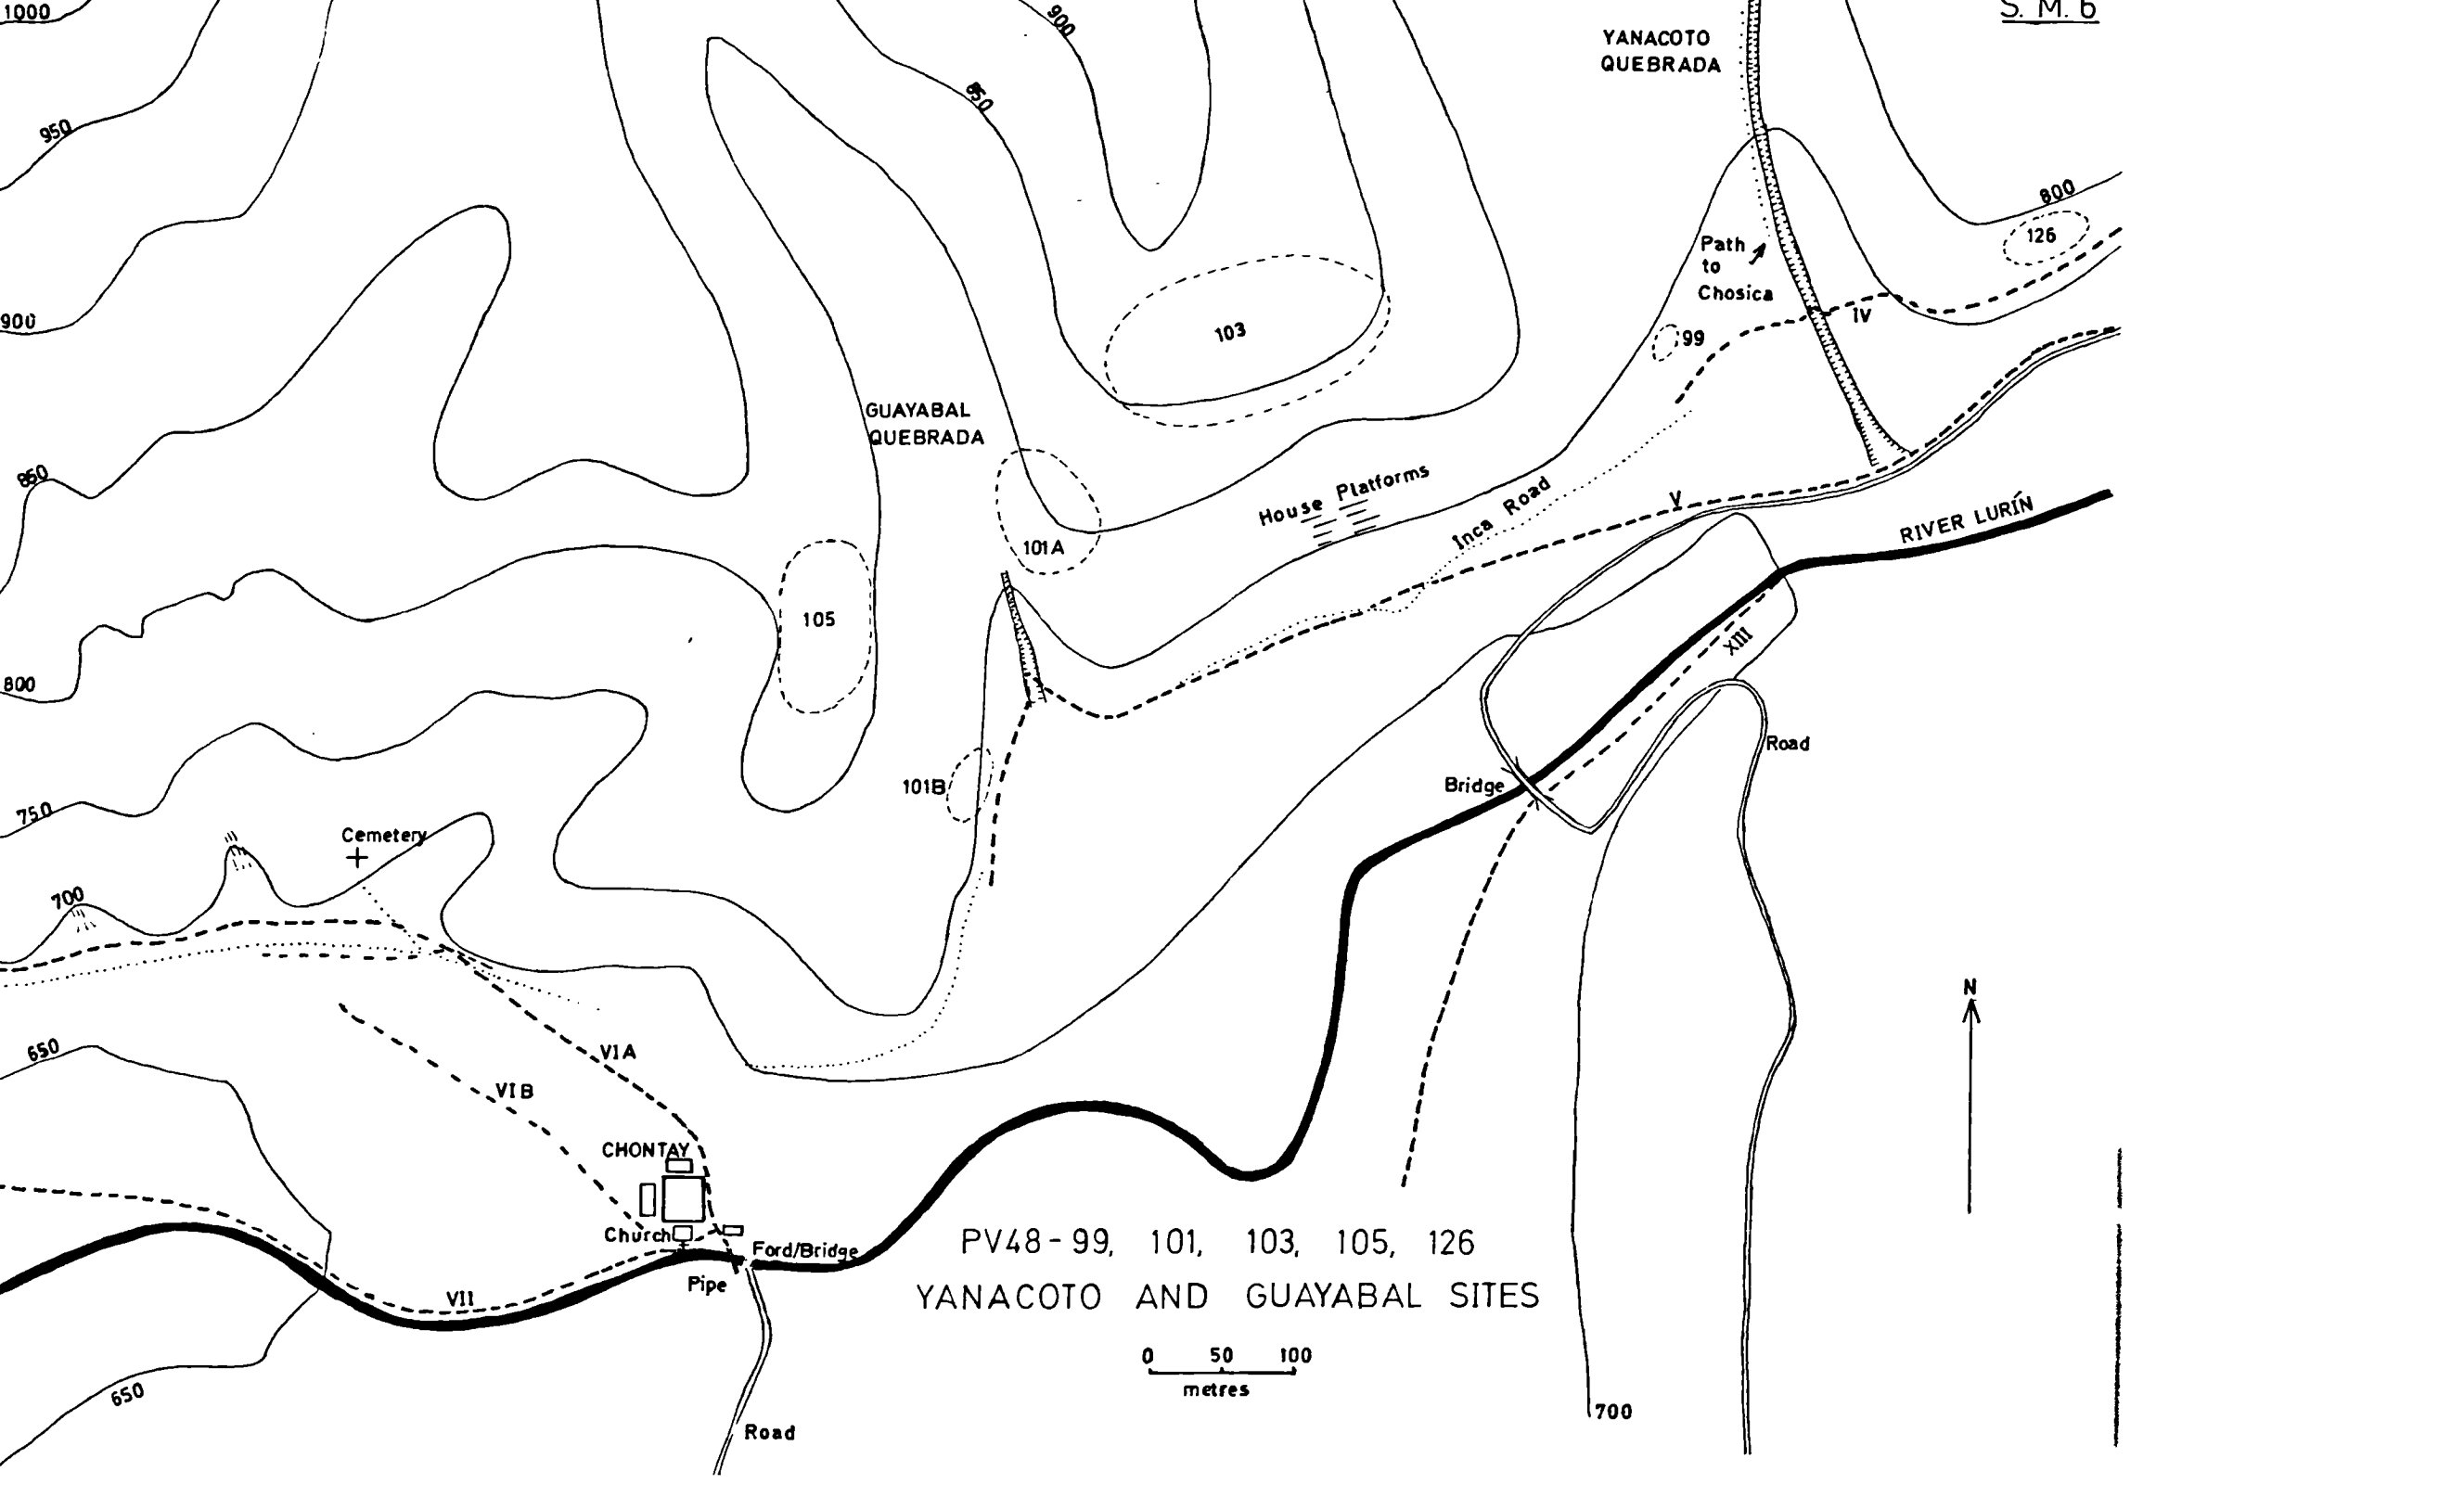 1000
900
S. M. 6
YANACOTO
QUEBRADA
850
950
800
126
Path
to
Chosica
IV
900
103
99
GUAYABAL
QUEBRADA
850
House Platforms
Inca Road
V
RIVER LURÍN
101A
105
XIII
800
Road
Bridge
101B
750
Cemetery
700
N
650
VIA
VIB
CHONTAY
Church
Ford/Bridge
Pipe
VII
PV48-99, 101, 103, 105, 126
YANACOTO AND GUAYABAL SITES
0 50 100
metres
650
700
Road